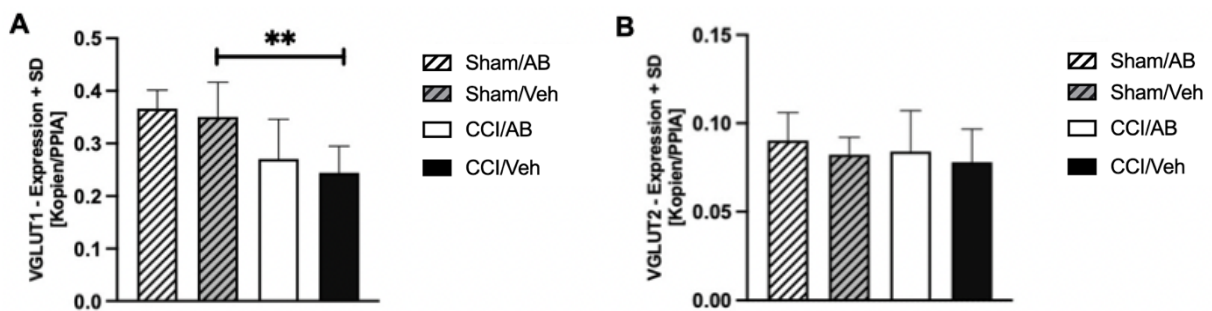 A
VGLUT1 - Expression + SD
[Kopien/PPIA]
0.5
0.4
0.3
0.2
0.1
0.0
**
Sham/AB
Sham/Veh
CCI/AB
CCI/Veh
B
VGLUT2 - Expression + SD
[Kopien/PPIA]
0.15
0.10
0.05
0.00
Sham/AB
Sham/Veh
CCI/AB
CCI/Veh